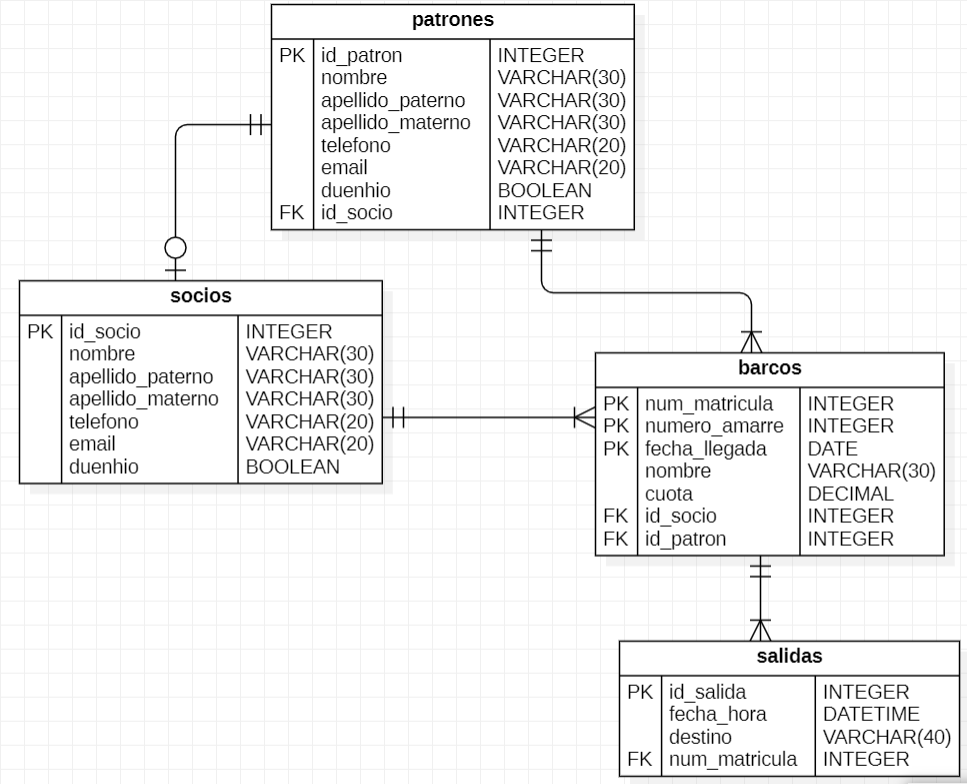 patrones
PK id_patron INTEGER
nombre VARCHAR(30)
apellido_paterno VARCHAR(30)
apellido_materno VARCHAR(30)
telefono VARCHAR(20)
email VARCHAR(20)
duenhio BOOLEAN
FK id_socio INTEGER
socios
PK id_socio INTEGER
nombre VARCHAR(30)
apellido_paterno VARCHAR(30)
apellido_materno VARCHAR(30)
telefono VARCHAR(20)
email VARCHAR(20)
duenhio BOOLEAN
barcos
PK num_matricula INTEGER
PK numero_amarre INTEGER
PK fecha_llegada DATE
nombre VARCHAR(30)
cuota DECIMAL
FK id_socio INTEGER
FK id_patron INTEGER
salidas
PK id_salida INTEGER
fecha_hora DATETIME
destino VARCHAR(40)
FK num_matricula INTEGER